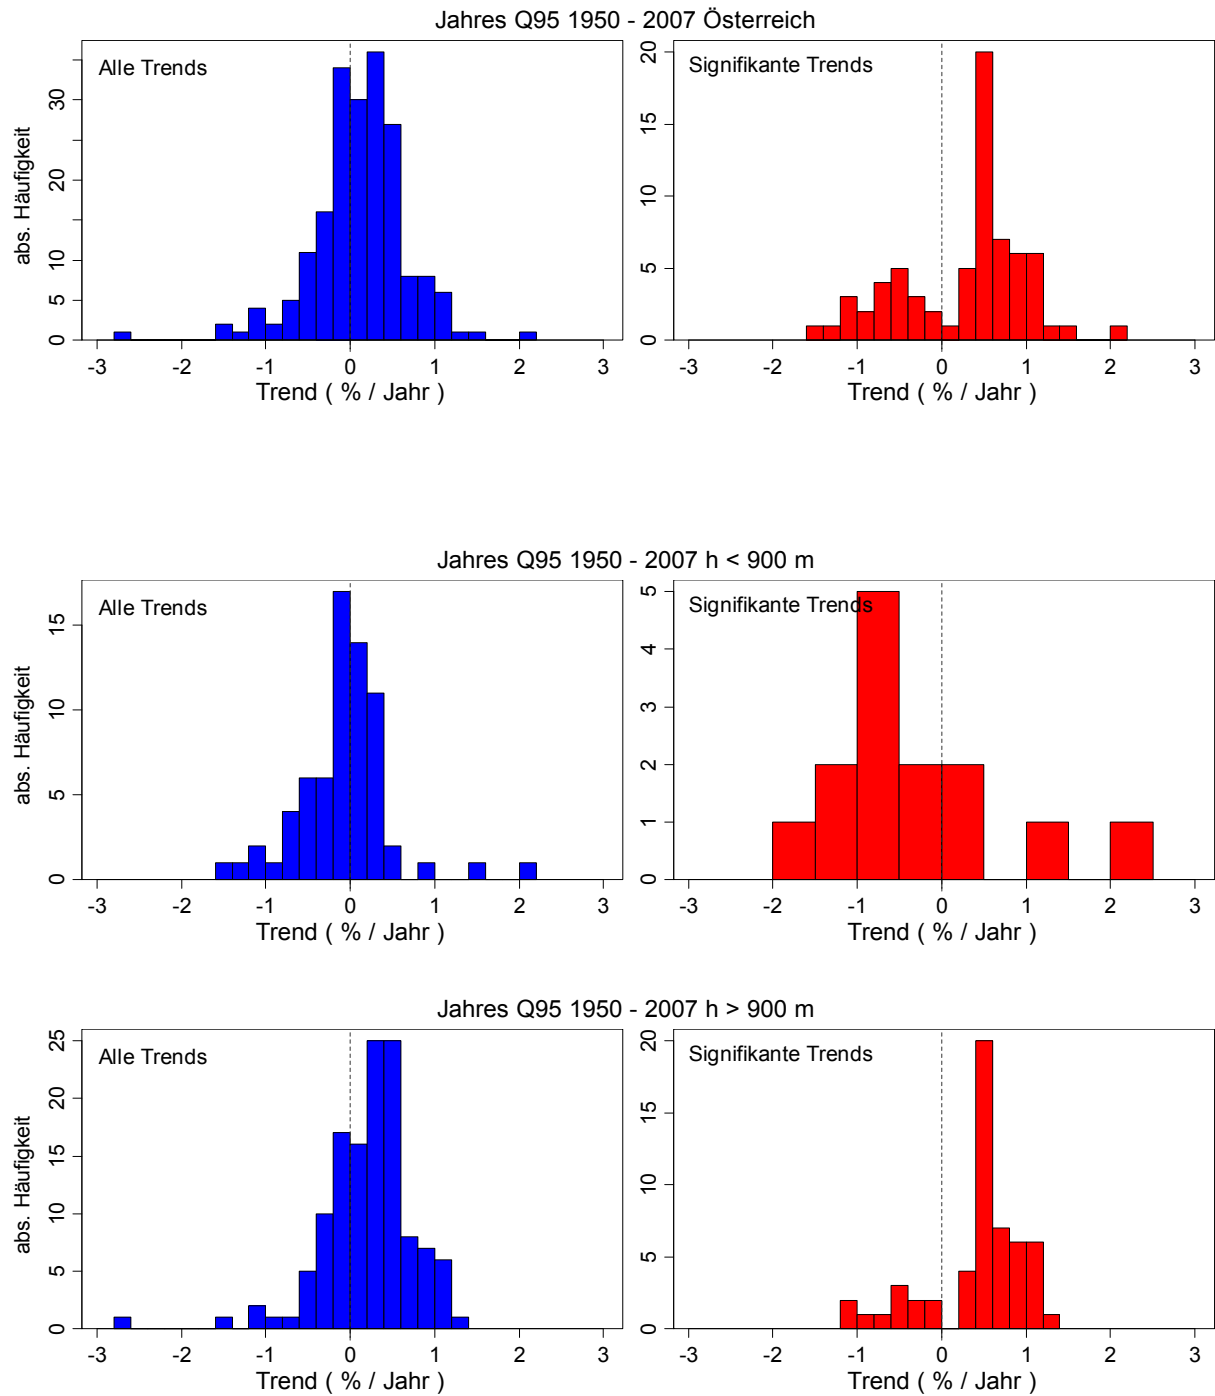 Jahres Q95 1950 - 2007 Österreich
Alle Trends
abs. Häufigkeit
0 5 10 20 30
-3 -2 -1 0 1 2 3
Trend ( % / Jahr )
Signifikante Trends
0 5 10 15 20
-3 -2 -1 0 1 2 3
Trend ( % / Jahr )
Jahres Q95 1950 - 2007 h < 900 m
Alle Trends
abs. Häufigkeit
0 5 10 15
-3 -2 -1 0 1 2 3
Trend ( % / Jahr )
Signifikante Trends
0 1 2 3 4 5
-3 -2 -1 0 1 2 3
Trend ( % / Jahr )
Jahres Q95 1950 - 2007 h > 900 m
Alle Trends
abs. Häufigkeit
0 5 10 15 20 25
-3 -2 -1 0 1 2 3
Trend ( % / Jahr )
Signifikante Trends
0 5 10 15 20
-3 -2 -1 0 1 2 3
Trend ( % / Jahr )